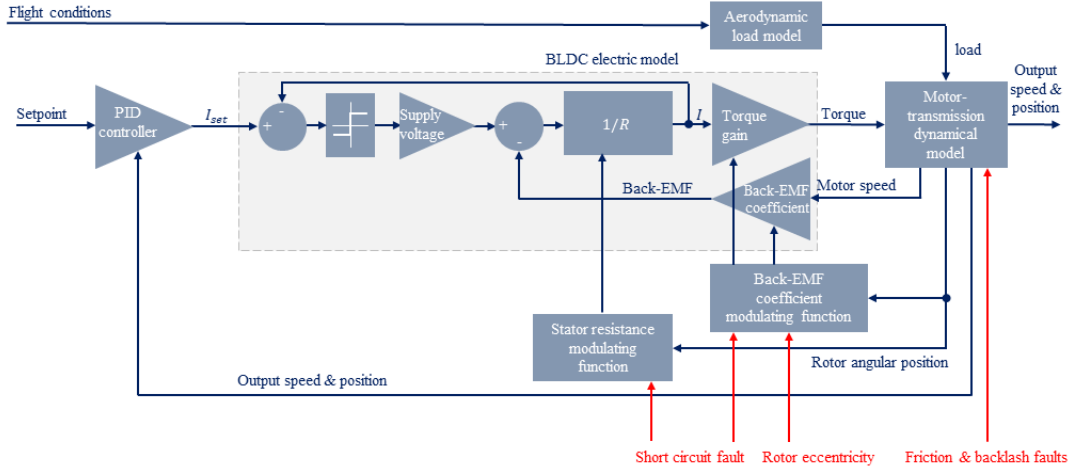 Flight conditions
Aerodynamic
load model
load
BLDC electric model
Output
speed &
position
Setpoint
PID
controller
I_set
+
-
Supply
voltage
+
-
1/R
I
Torque
gain
Torque
Motor-
transmission
dynamical
model
Back-EMF
Back-EMF
coefficient
Motor speed
Back-EMF
coefficient
modulating function
Stator resistance
modulating
function
Rotor angular position
Output speed & position
Short circuit fault
Rotor eccentricity
Friction & backlash faults